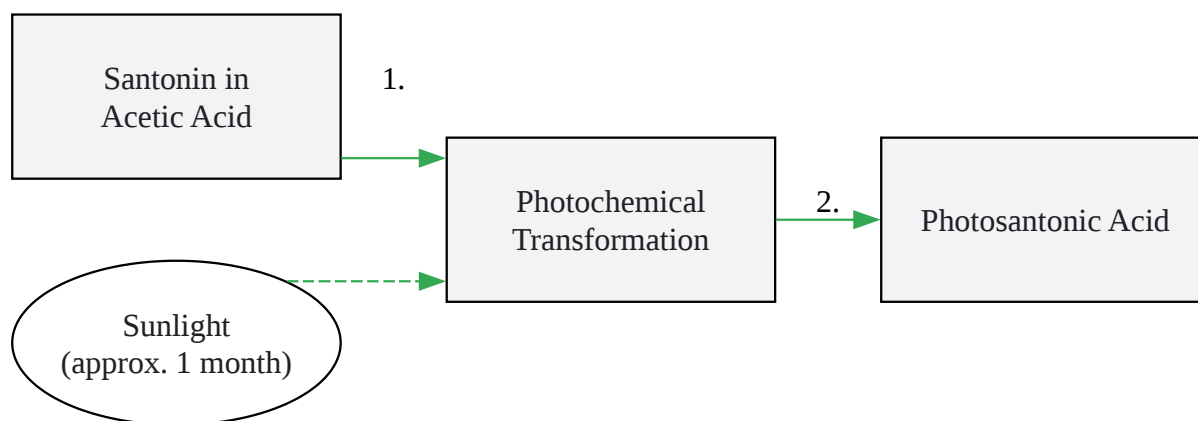 Santonin in
Acetic Acid
1.
Photochemical
Transformation
2.
Photosantonic Acid
Sunlight
(approx. 1 month)